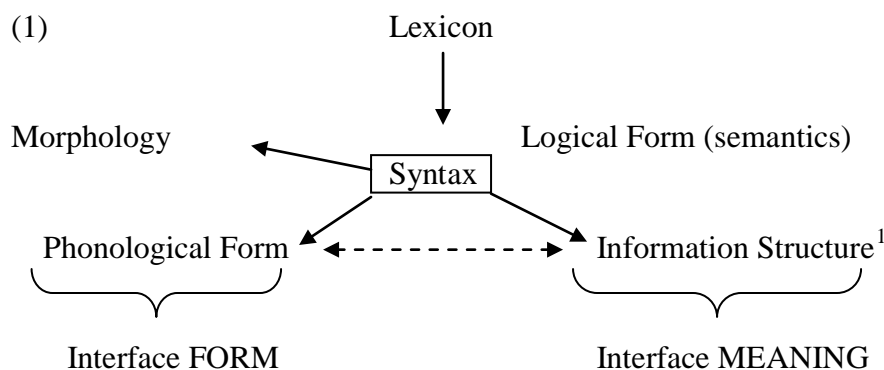 (1) Lexicon
Morphology Logical Form (semantics)
Syntax
Phonological Form Information Structure¹
Interface FORM Interface MEANING